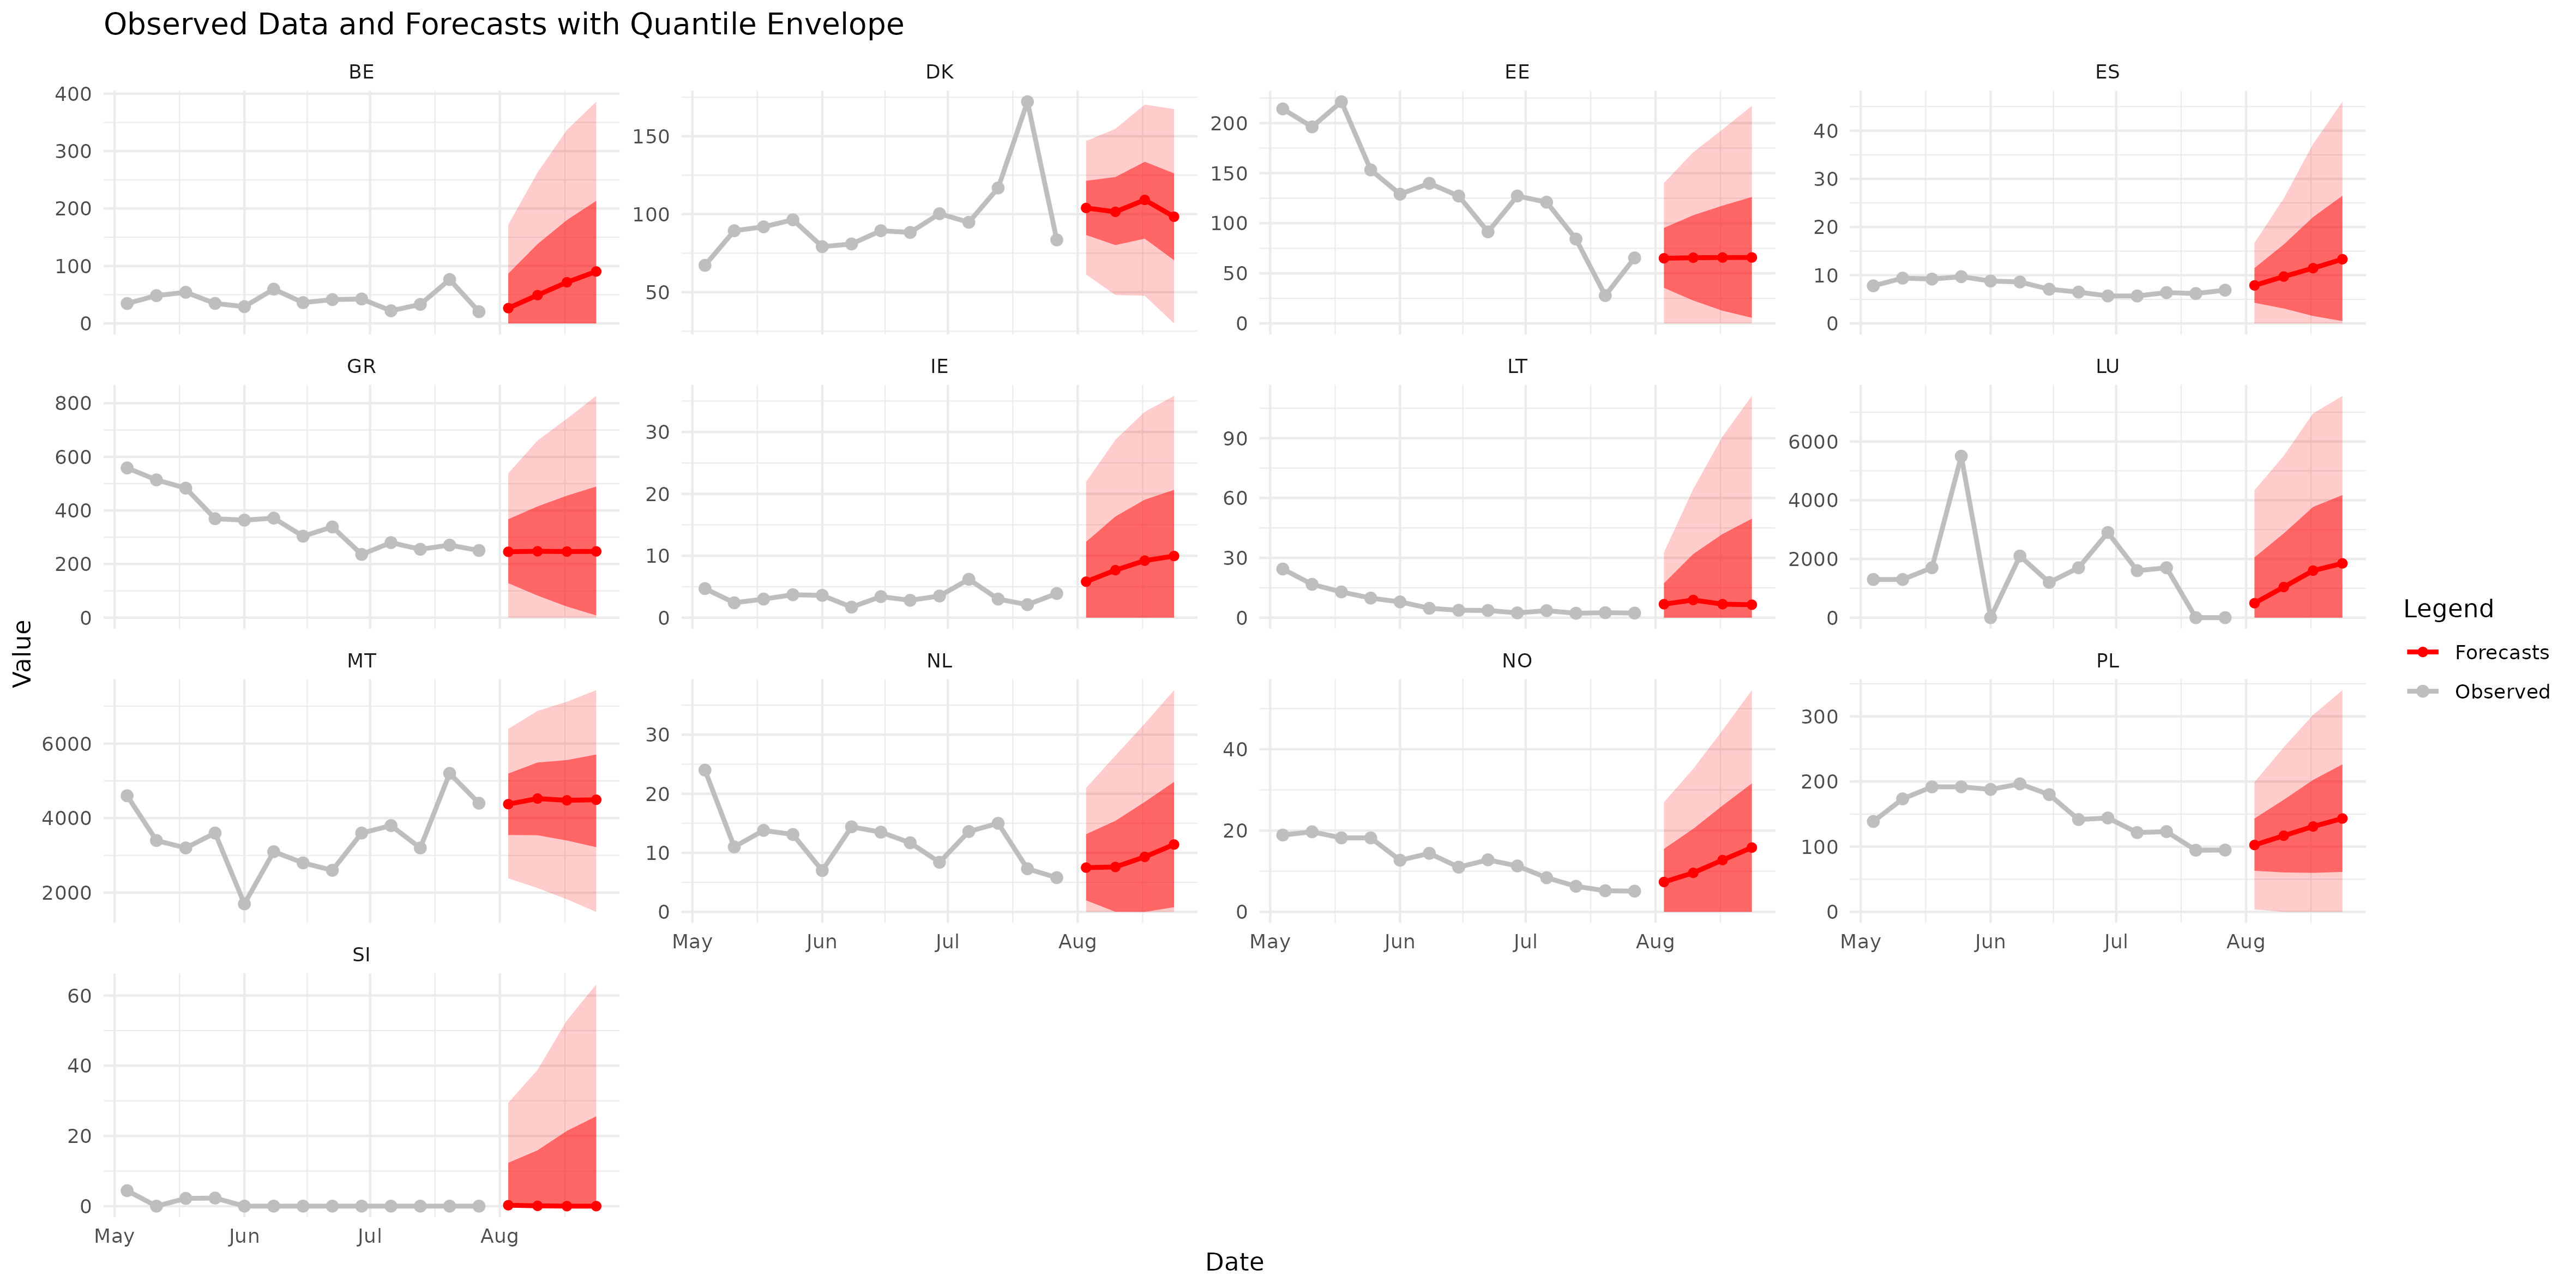 Observed Data and Forecasts with Quantile Envelope
BE
DK
EE
ES
400
300
200
100
0
150
100
50
200
150
100
50
0
40
30
20
10
0
GR
IE
LT
LU
800
600
400
200
0
30
20
10
0
90
60
30
0
6000
4000
2000
0
Value
Legend
Forecasts
Observed
MT
NL
NO
PL
6000
4000
2000
30
20
10
0
40
20
0
300
200
100
0
May Jun Jul Aug
May Jun Jul Aug
May Jun Jul Aug
SI
60
40
20
0
May Jun Jul Aug
Date